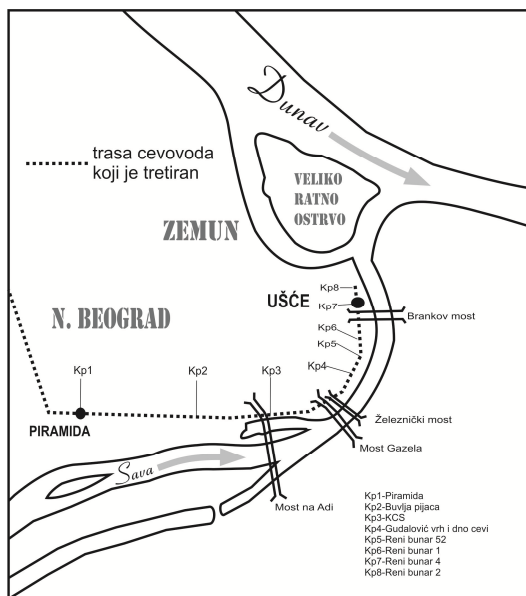 Dunav
trasa cevovoda
koji je tretiran
VELIKO
RATNO
OSTRVO
ZEMUN
Kp8
UŠĆE
Kp7
Brankov most
N. BEOGRAD
Kp6
Kp5
Kp1
Kp2
Kp3
Kp4
Železnički most
PIRAMIDA
Most Gazela
Sava
Most na Adi
Kp1-Piramida
Kp2-Buvlja pijaca
Kp3-KCS
Kp4-Gudalović vrh i dno cevi
Kp5-Reni bunar 52
Kp6-Reni bunar 1
Kp7-Reni bunar 4
Kp8-Reni bunar 2